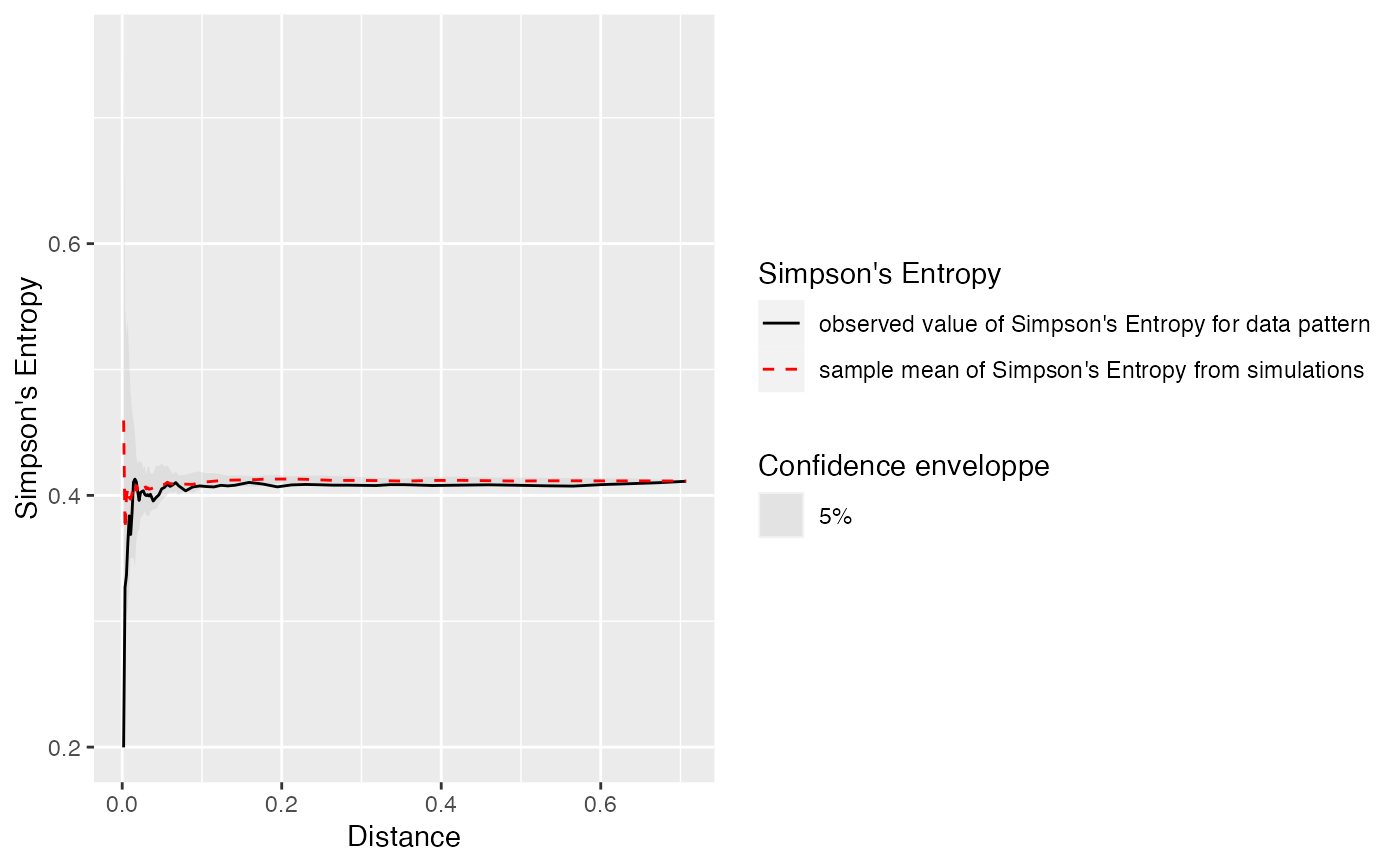 Simpson's Entropy
0.6
0.4
0.2
0.0
0.2
0.4
0.6
Distance
Simpson's Entropy
observed value of Simpson's Entropy for data pattern
sample mean of Simpson's Entropy from simulations
Confidence enveloppe
5%